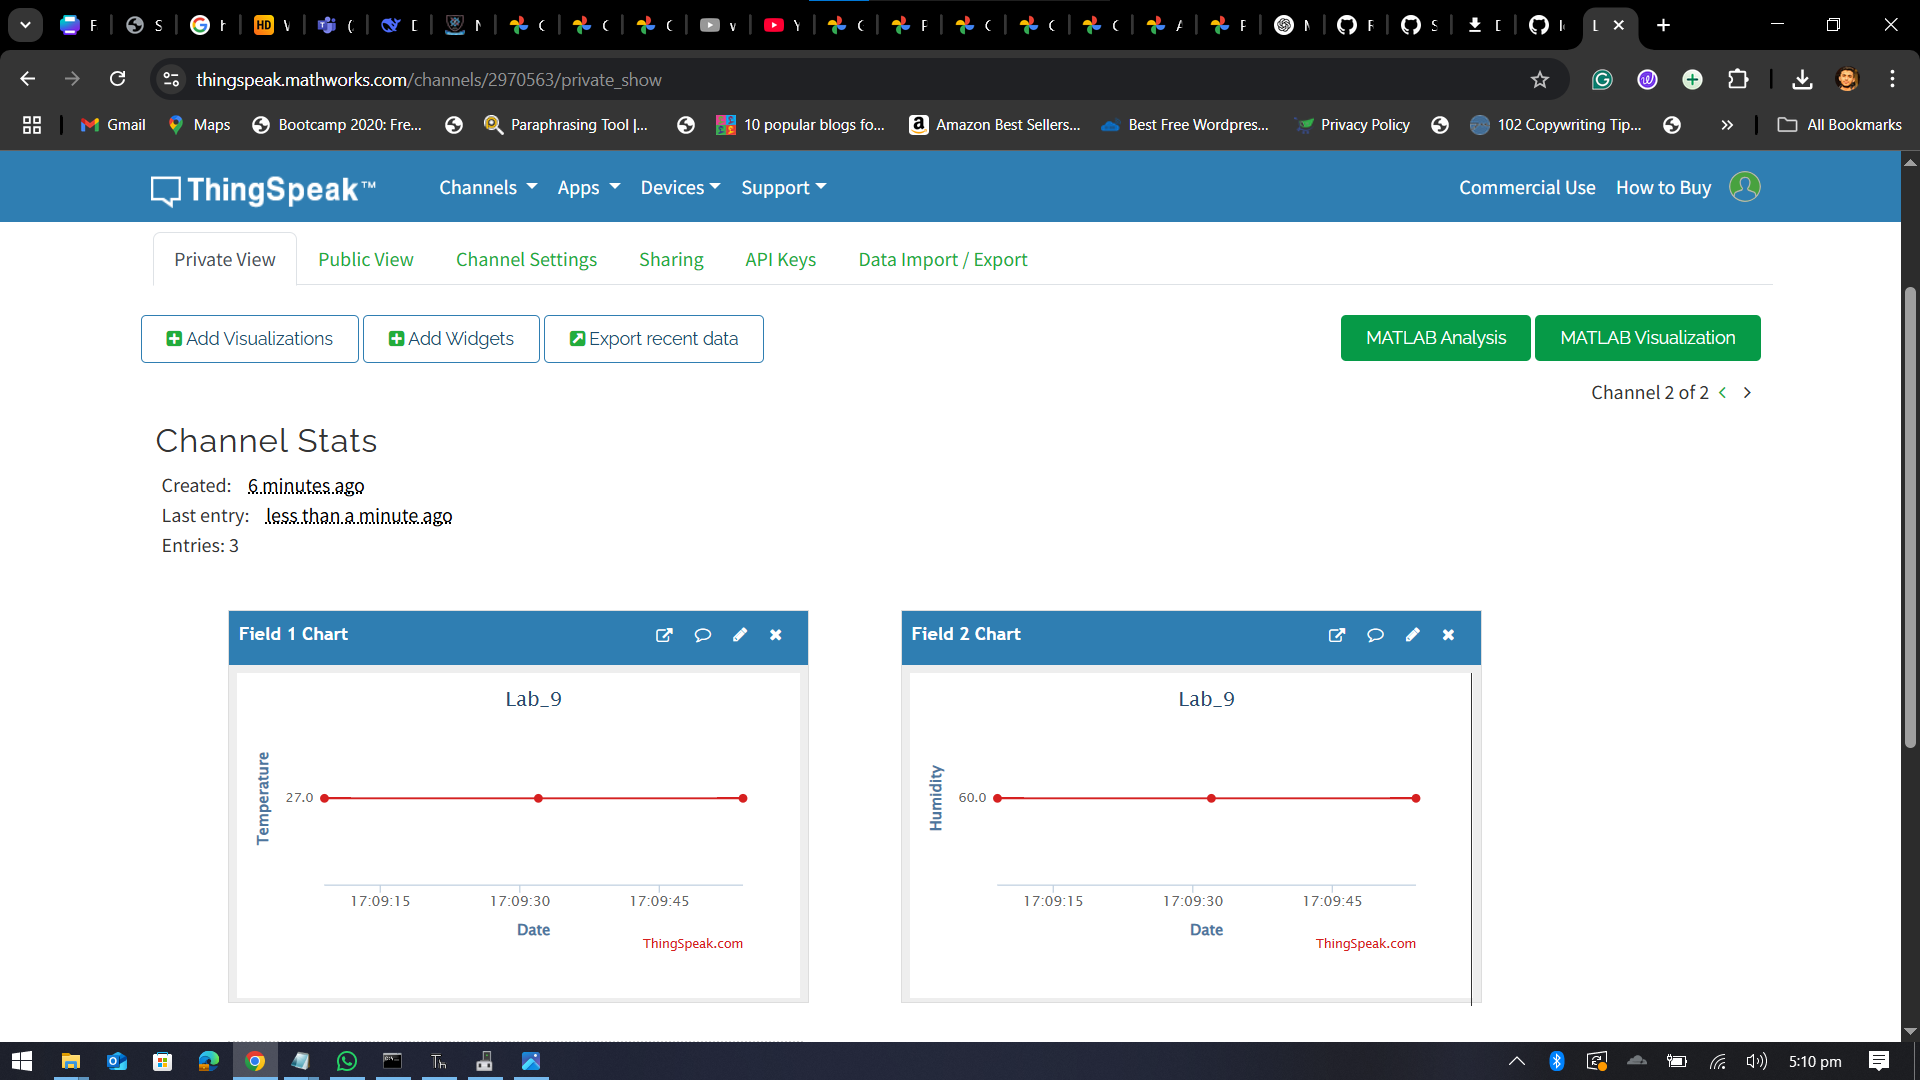 thingspeak.mathworks.com/channels/2970563/private_show
Gmail
Maps
Bootcamp 2020: Fre...
Paraphrasing Tool |...
10 popular blogs fo...
Amazon Best Sellers...
Best Free Wordpres...
Privacy Policy
102 Copywriting Tip...
All Bookmarks
ThingSpeak™
Channels
Apps
Devices
Support
Commercial Use
How to Buy
Private View
Public View
Channel Settings
Sharing
API Keys
Data Import / Export
Add Visualizations
Add Widgets
Export recent data
MATLAB Analysis
MATLAB Visualization
Channel 2 of 2
Channel Stats
Created: 6 minutes ago
Last entry: less than a minute ago
Entries: 3
Field 1 Chart
Lab_9
Temperature
27.0
17:09:15 17:09:30 17:09:45
Date
ThingSpeak.com
Field 2 Chart
Lab_9
Humidity
60.0
17:09:15 17:09:30 17:09:45
Date
ThingSpeak.com
5:10 pm